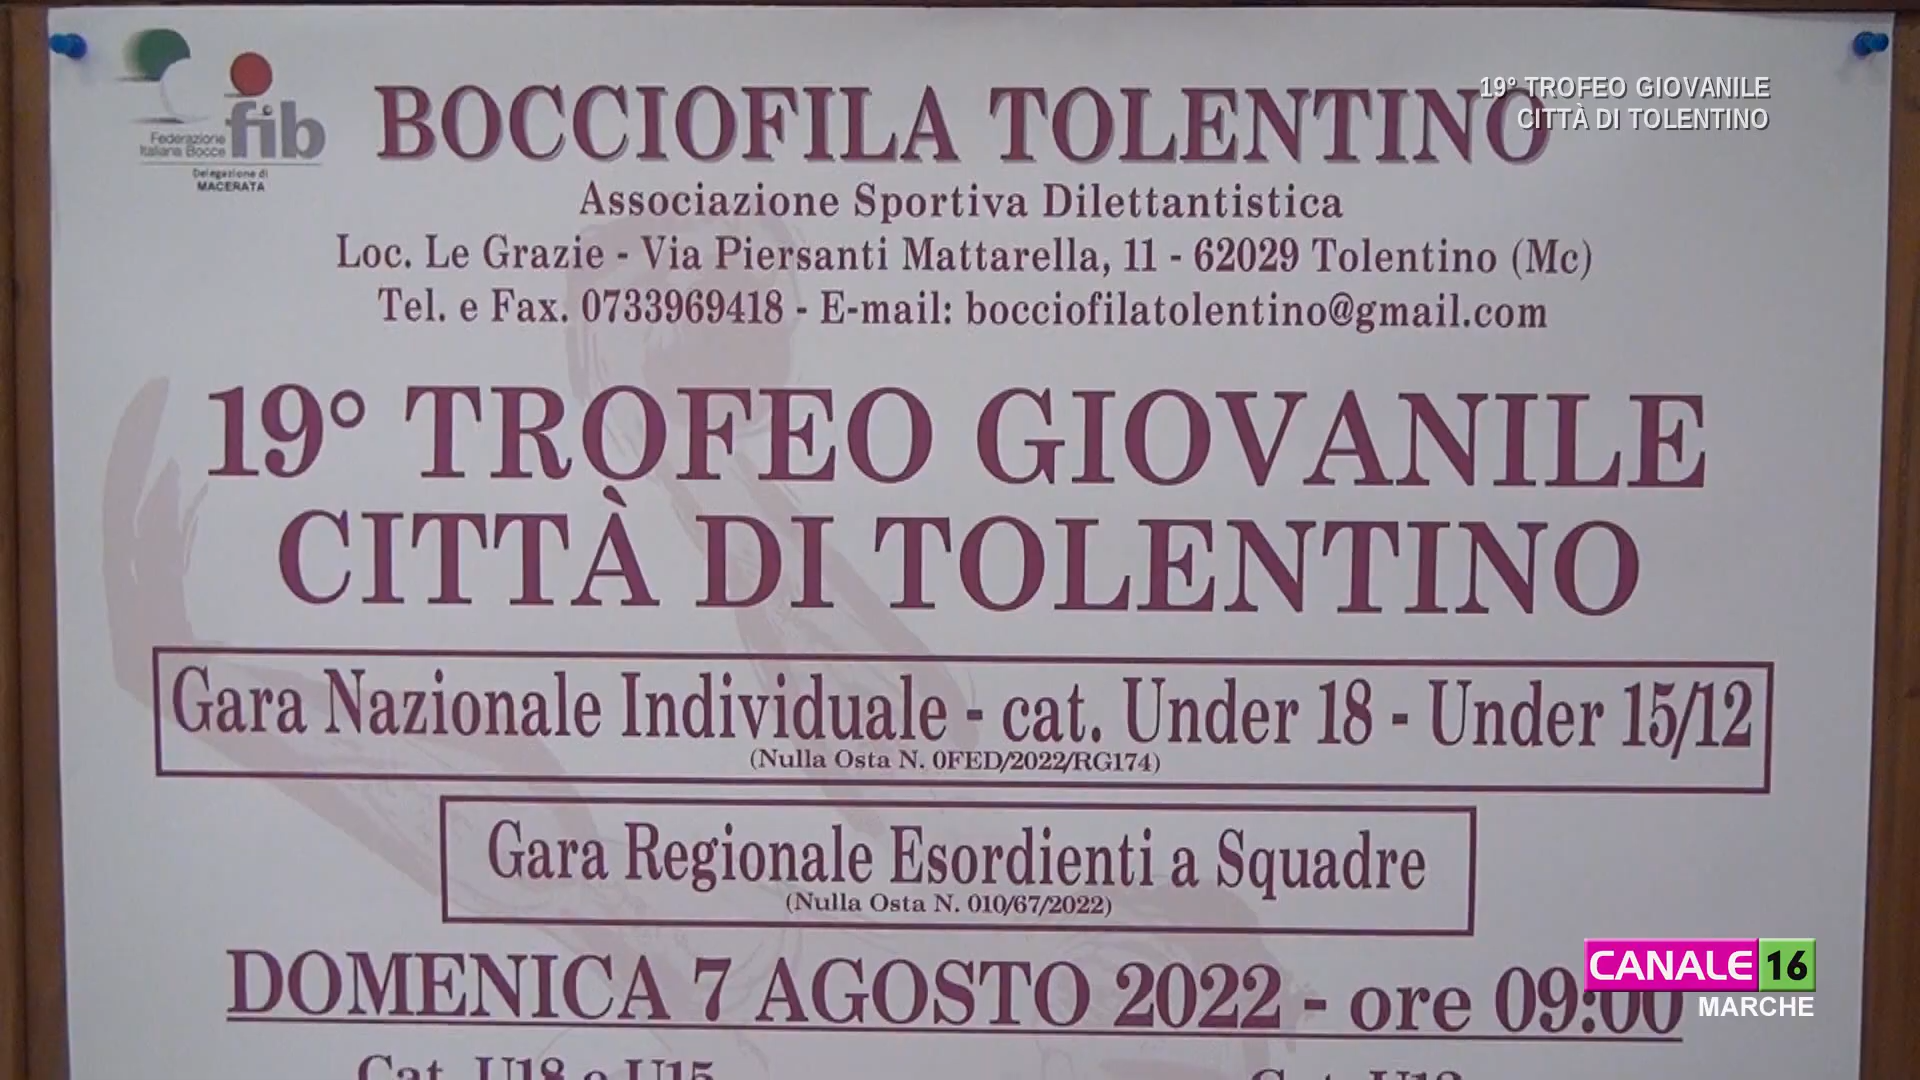 19° TROFEO GIOVANILE
CITTÀ DI TOLENTINO
fib
Federazione
Italiana Bocce
Delegazione di
MACERATA
BOCCIOFILA TOLENTINO
Associazione Sportiva Dilettantistica
Loc. Le Grazie - Via Piersanti Mattarella, 11 - 62029 Tolentino (Mc)
Tel. e Fax. 0733969418 - E-mail: bocciofilatolentino@gmail.com
19° TROFEO GIOVANILE
CITTÀ DI TOLENTINO
Gara Nazionale Individuale - cat. Under 18 - Under 15/12
(Nulla Osta N. 0FED/2022/RG174)
Gara Regionale Esordienti a Squadre
(Nulla Osta N. 010/67/2022)
DOMENICA 7 AGOSTO 2022 - ore 09:00
CANALE 16
MARCHE
Cat. U18 e U15